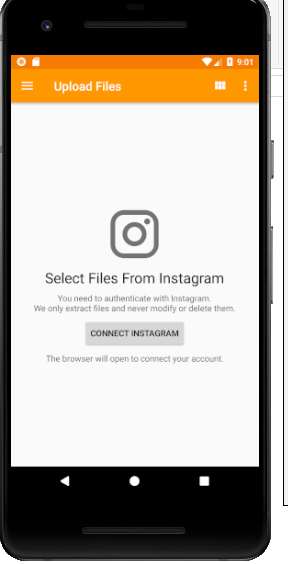 9:01
Upload Files
Select Files From Instagram
You need to authenticate with Instagram.
We only extract files and never modify or delete them.
CONNECT INSTAGRAM
The browser will open to connect your account.